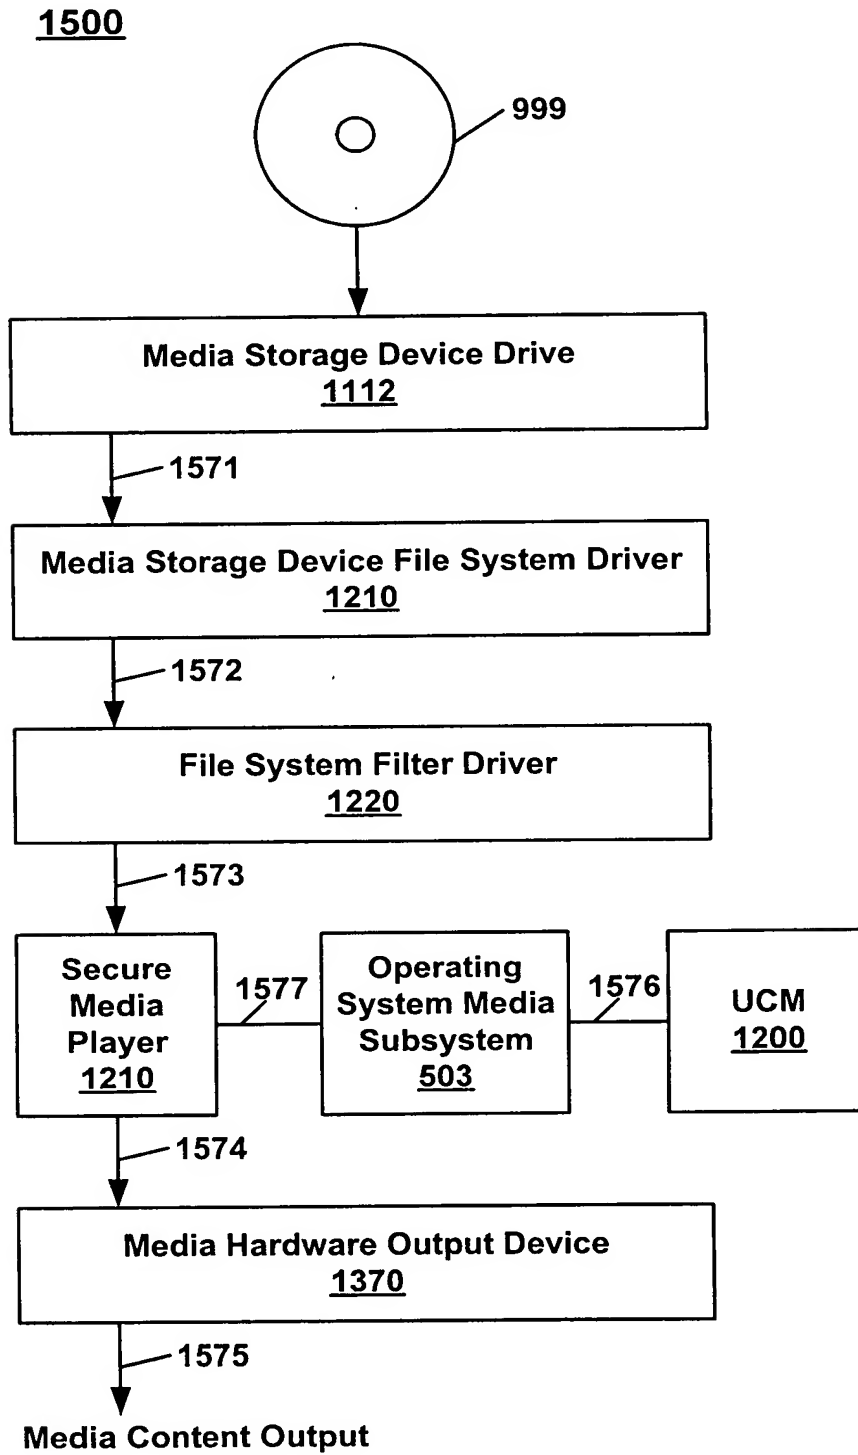 1500
999
Media Storage Device Drive
1112
1571
Media Storage Device File System Driver
1210
1572
File System Filter Driver
1220
1573
Secure
Media
Player
1210
1577
Operating
System Media
Subsystem
503
1576
UCM
1200
1574
Media Hardware Output Device
1370
1575
Media Content Output